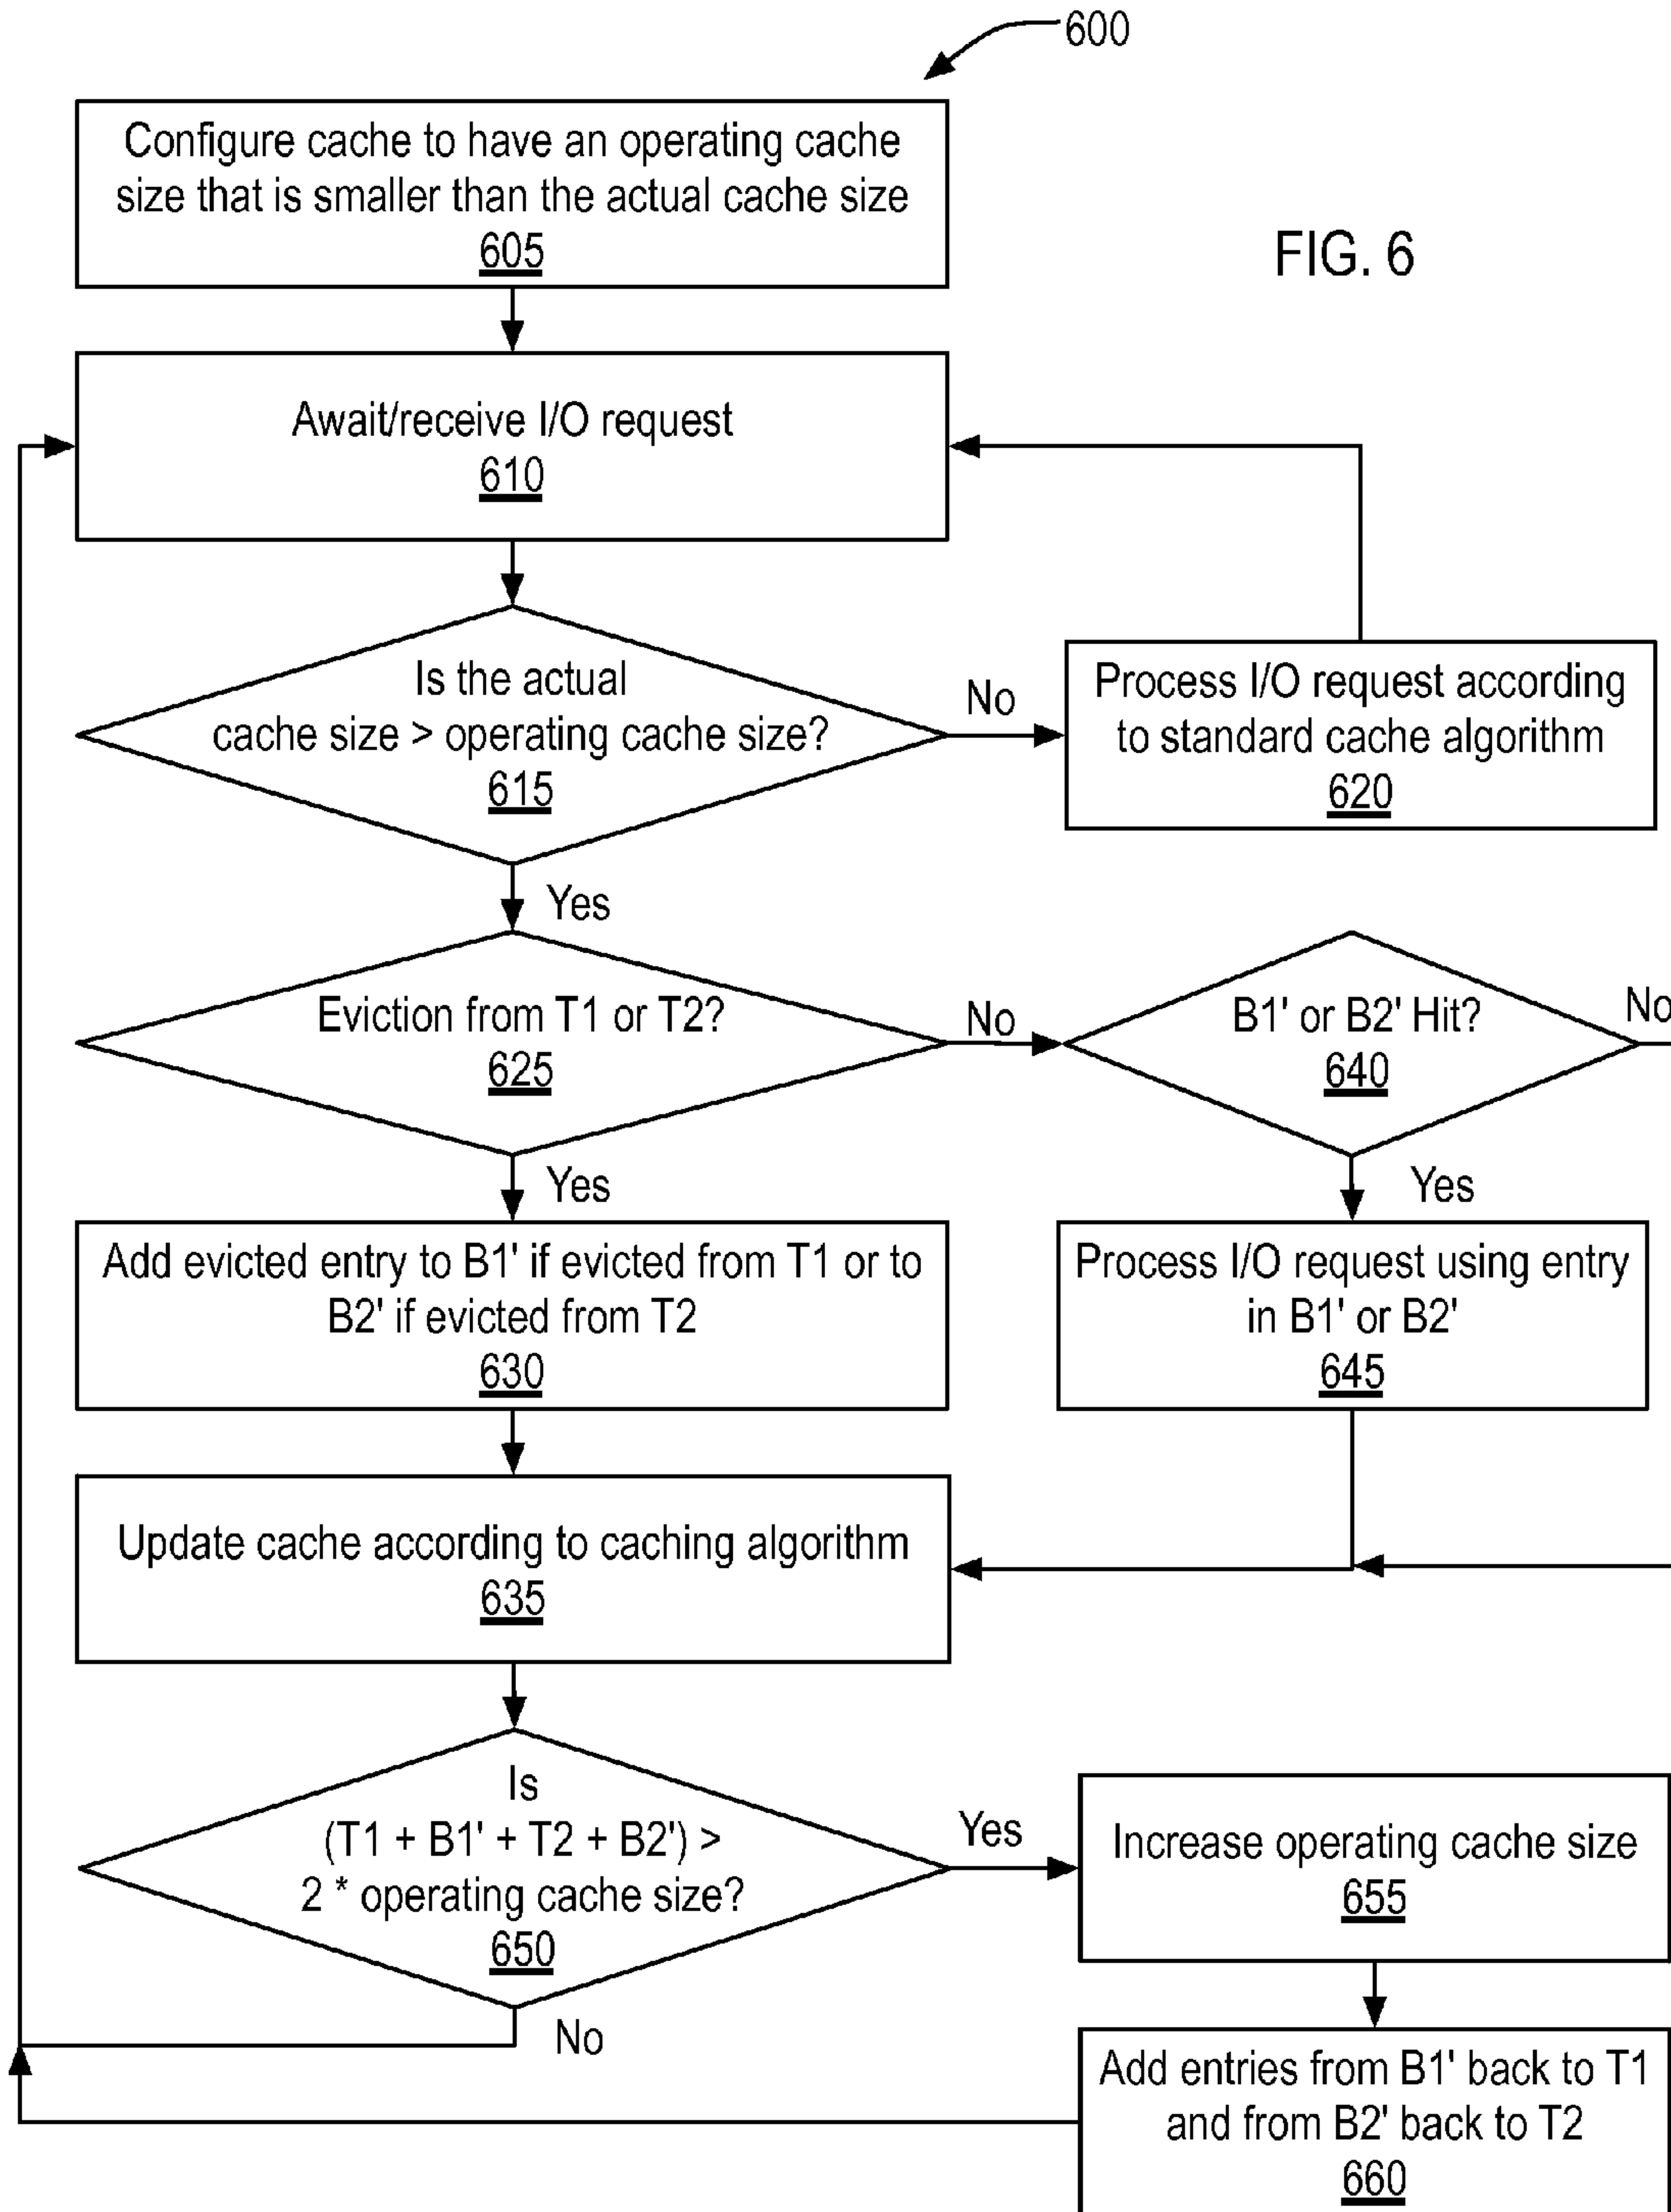 600
Configure cache to have an operating cache
size that is smaller than the actual cache size
605
FIG. 6
Await/receive I/O request
610
Is the actual
cache size > operating cache size?
615
No
Process I/O request according
to standard cache algorithm
620
Yes
Eviction from T1 or T2?
625
No
B1' or B2' Hit?
640
No
Yes
Yes
Add evicted entry to B1' if evicted from T1 or to
B2' if evicted from T2
630
Process I/O request using entry
in B1' or B2'
645
Update cache according to caching algorithm
635
Is
(T1 + B1' + T2 + B2') >
2 * operating cache size?
650
Yes
Increase operating cache size
655
No
Add entries from B1' back to T1
and from B2' back to T2
660